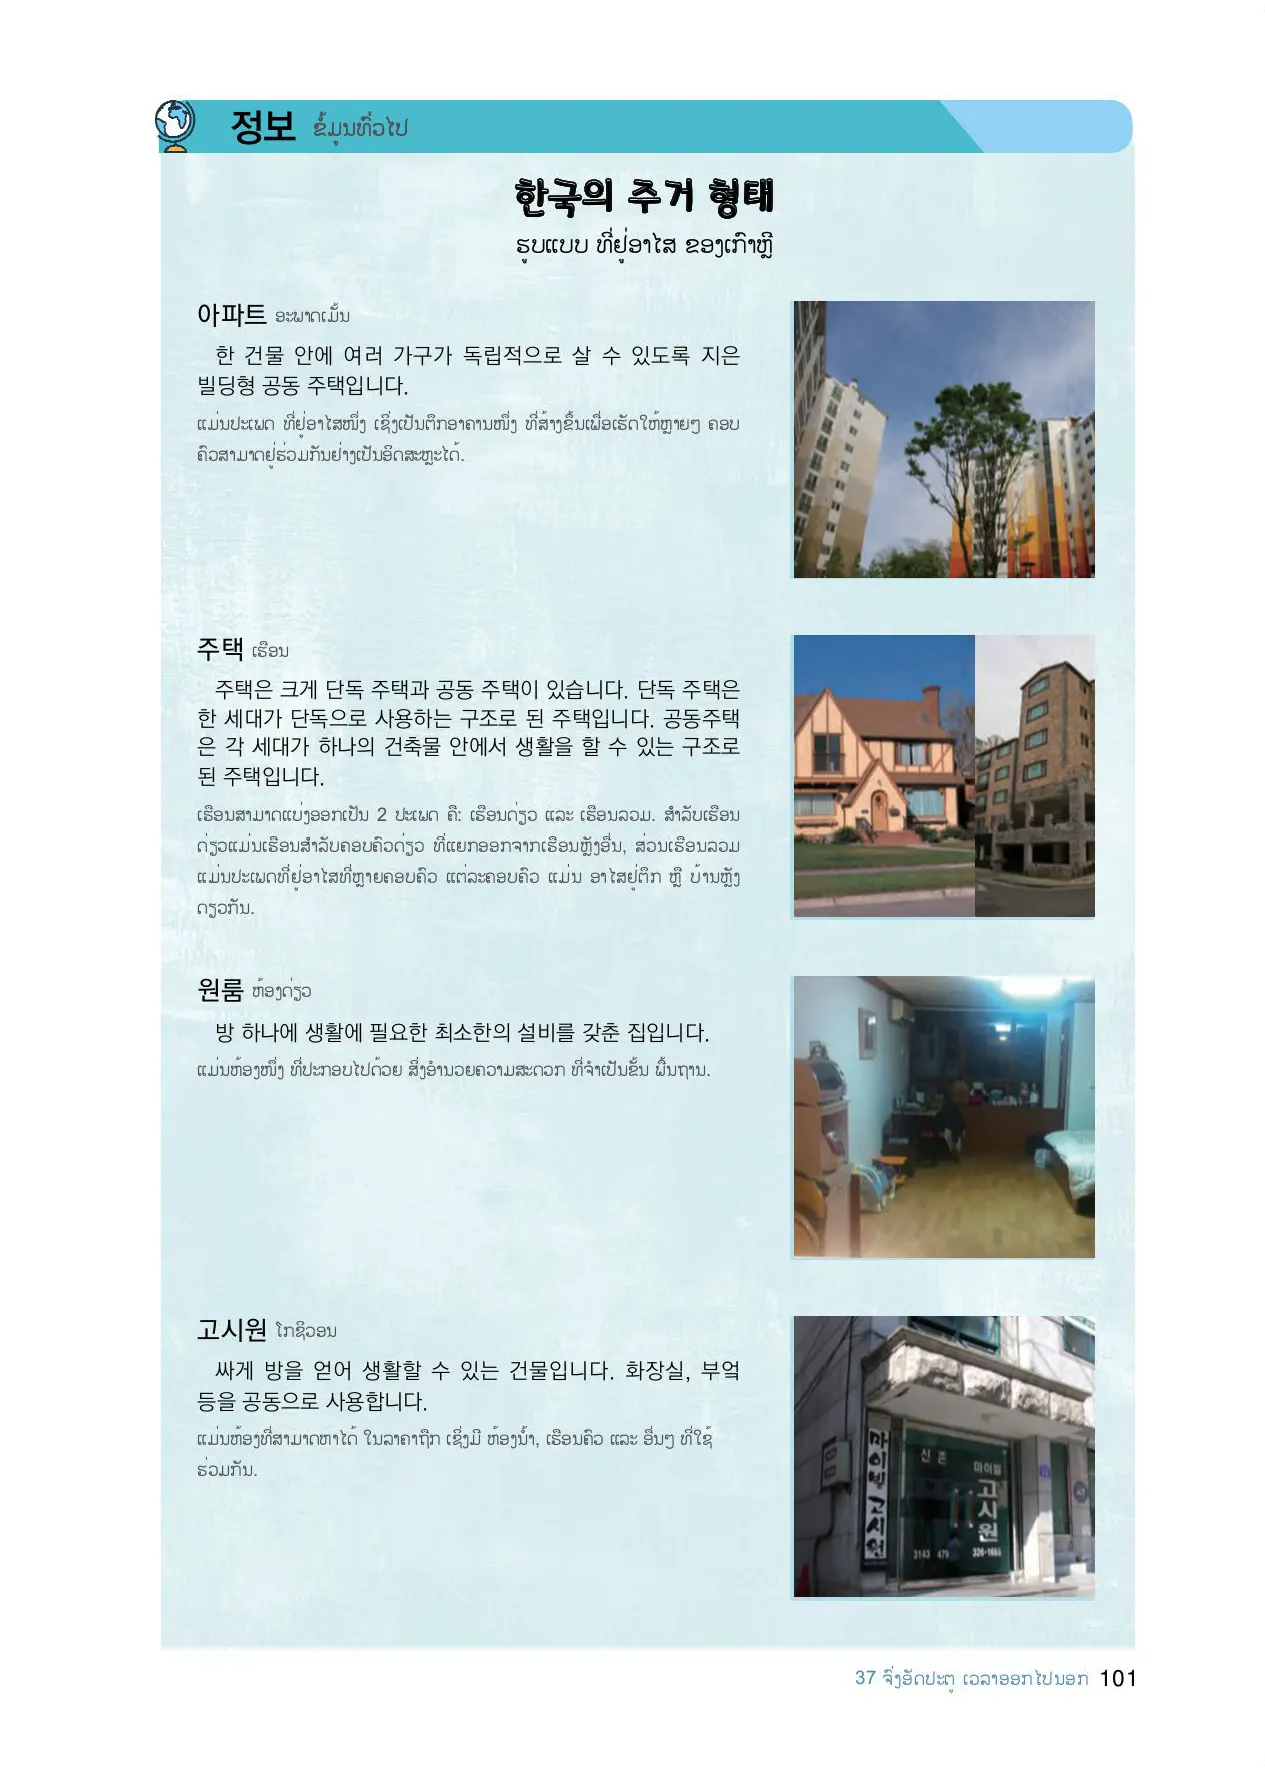 정보 ຂໍ້ມູນທົ່ວໄປ
한국의 주거 형태
ຮູບແບບ ທີ່ຢູ່ອາໄສ ຂອງເກົາຫຼີ
아파트 ອະພາດເມັ້ນ
한 건물 안에 여러 가구가 독립적으로 살 수 있도록 지은
빌딩형 공동 주택입니다.
ແມ່ນປະເພດ ທີ່ຢູ່ອາໄສໜຶ່ງ ເຊິ່ງເປັນຕຶກອາຄານໜຶ່ງ ທີ່ສ້າງຂຶ້ນເພື່ອເຮັດໃຫ້ຫຼາຍໆ ຄອບ
ຄົວສາມາດຢູ່ຮ່ວມກັນຢ່າງເປັນອິດສະຫຼະໄດ້.
주택 ເຮືອນ
주택은 크게 단독 주택과 공동 주택이 있습니다. 단독 주택은
한 세대가 단독으로 사용하는 구조로 된 주택입니다. 공동주택
은 각 세대가 하나의 건축물 안에서 생활을 할 수 있는 구조로
된 주택입니다.
ເຮືອນສາມາດແບ່ງອອກເປັນ 2 ປະເພດ ຄື: ເຮືອນດ່ຽວ ແລະ ເຮືອນລວມ. ສຳລັບເຮືອນ
ດ່ຽວແມ່ນເຮືອນສຳລັບຄອບຄົວດ່ຽວ ທີ່ແຍກອອກຈາກເຮືອນຫຼັງອື່ນ, ສ່ວນເຮືອນລວມ
ແມ່ນປະເພດທີ່ຢູ່ອາໄສທີ່ຫຼາຍຄອບຄົວ ແຕ່ລະຄອບຄົວ ແມ່ນ ອາໄສຢູ່ຕຶກ ຫຼື ບ້ານຫຼັງ
ດຽວກັນ.
원룸 ຫ້ອງດ່ຽວ
방 하나에 생활에 필요한 최소한의 설비를 갖춘 집입니다.
ແມ່ນຫ້ອງໜຶ່ງ ທີ່ປະກອບໄປດ້ວຍ ສິ່ງອຳນວຍຄວາມສະດວກ ທີ່ຈຳເປັນຂັ້ນ ພື້ນຖານ.
고시원 ໂກຊິວອນ
싸게 방을 얻어 생활할 수 있는 건물입니다. 화장실, 부엌
등을 공동으로 사용합니다.
ແມ່ນຫ້ອງທີ່ສາມາດຫາໄດ້ ໃນລາຄາຖືກ ເຊິ່ງມີ ຫ້ອງນ້ຳ, ເຮືອນຄົວ ແລະ ອື່ນໆ ທີ່ໃຊ້
ຮ່ວມກັນ.
마이빌 고시원
신촌 마이빌
고시원
3143 479 326-1666
37 ຈົ່ງອັດປະຕູ ເວລາອອກໄປນອກ 101